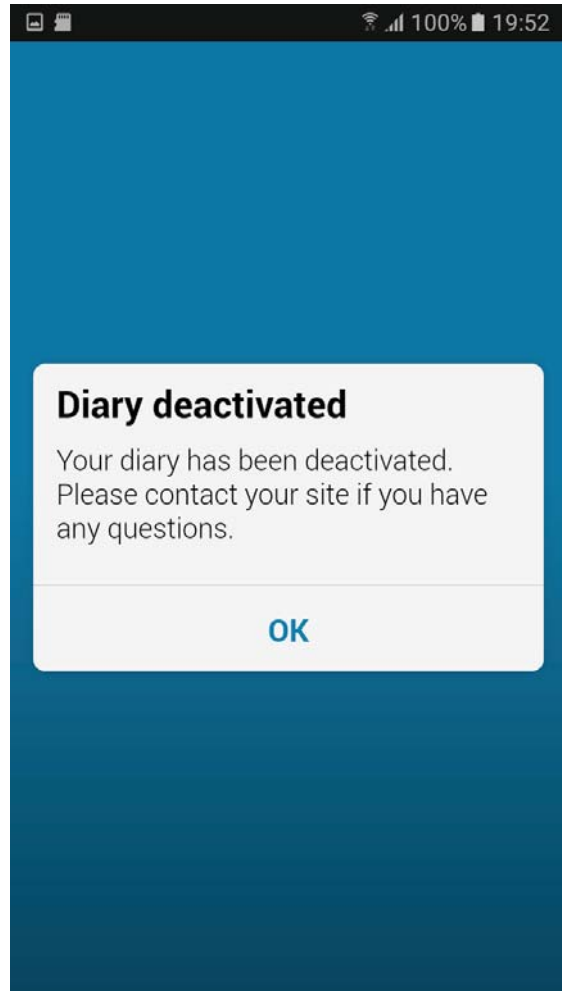 100% 19:52
Diary deactivated
Your diary has been deactivated.
Please contact your site if you have
any questions.
OK